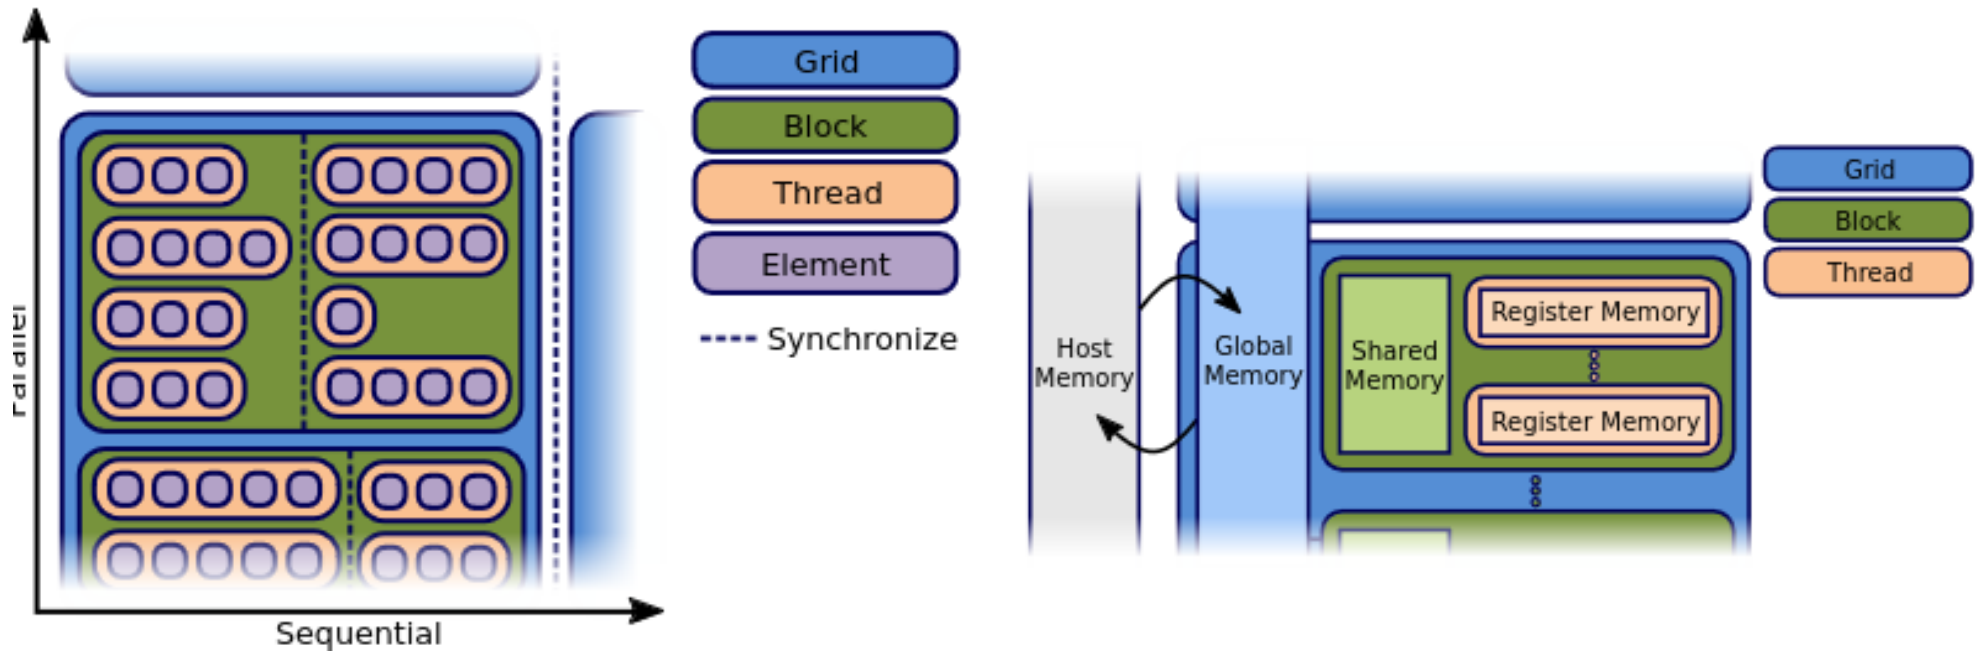 Grid
Block
Thread
Element
Synchronize
Parallel
Sequential
Host
Memory
Global
Memory
Shared
Memory
Register Memory
Register Memory
Grid
Block
Thread